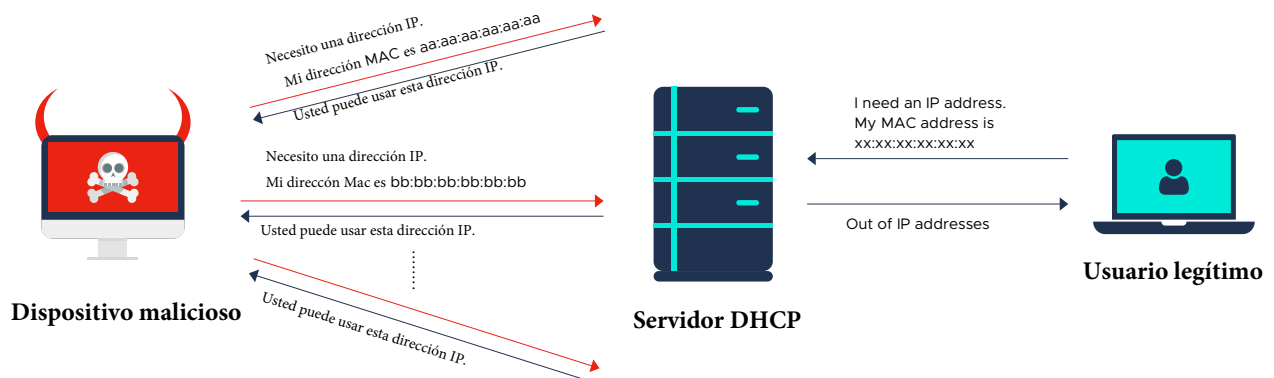 Necesito una dirección IP.
Mi dirección MAC es aa:aa:aa:aa:aa:aa
Usted puede usar esta dirección IP.
Necesito una dirección IP.
Mi direccón Mac es bb:bb:bb:bb:bb:bb
Usted puede usar esta dirección IP.
Usted puede usar esta dirección IP.
Dispositivo malicioso
Servidor DHCP
I need an IP address.
My MAC address is
xx:xx:xx:xx:xx:xx
Out of IP addresses
Usuario legítimo